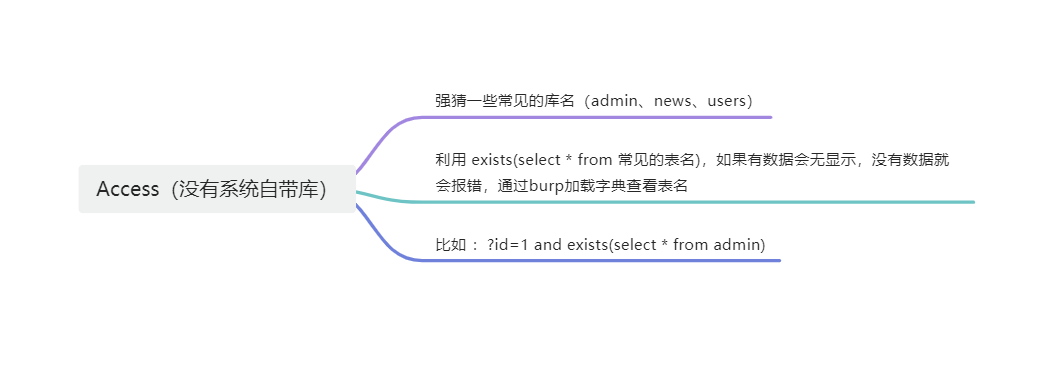 强猜一些常见的库名（admin、news、users）
利用 exists(select * from 常见的表名)，如果有数据会无显示，没有数据就
会报错，通过burp加载字典查看表名
Access（没有系统自带库）
比如 ：?id=1 and exists(select * from admin)